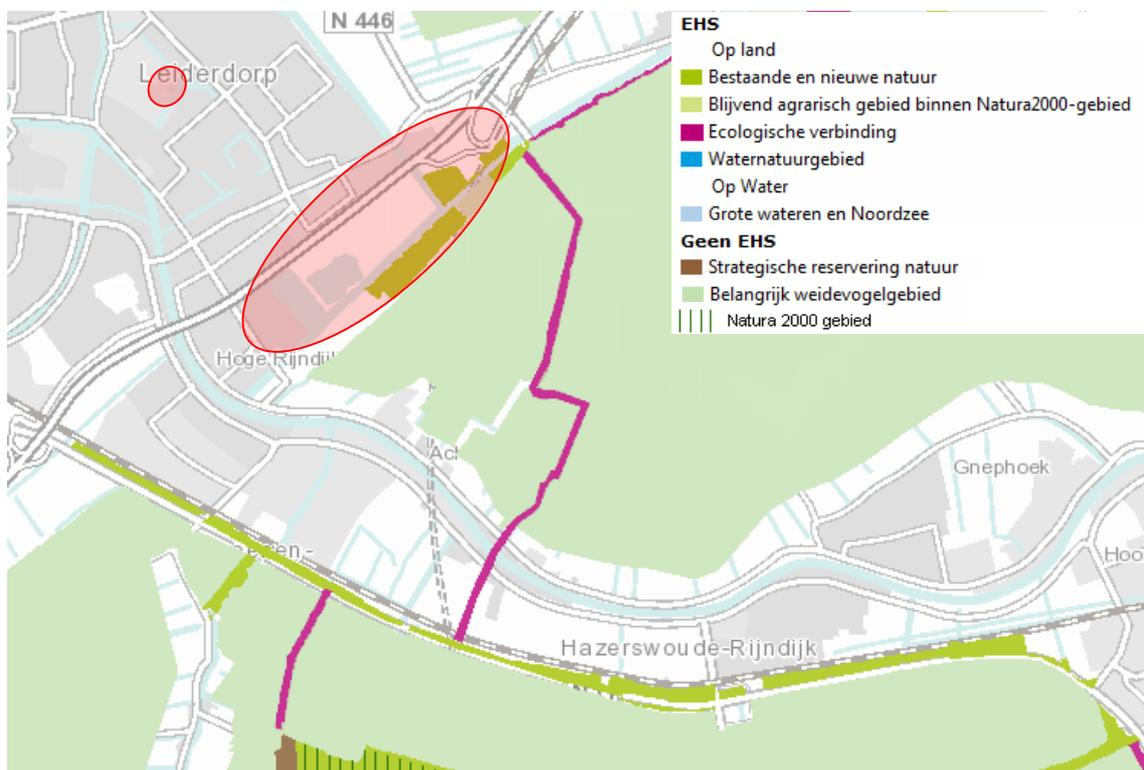 N 446
Leiderdorp
EHS
Op land
Bestaande en nieuwe natuur
Blijvend agrarisch gebied binnen Natura2000-gebied
Ecologische verbinding
Waternatuurgebied
Op Water
Grote wateren en Noordzee
Geen EHS
Strategische reservering natuur
Belangrijk weidevogelgebied
Natura 2000 gebied
Hoge Rijndijk
Gnephoek
Hazerswoude-Rijndijk